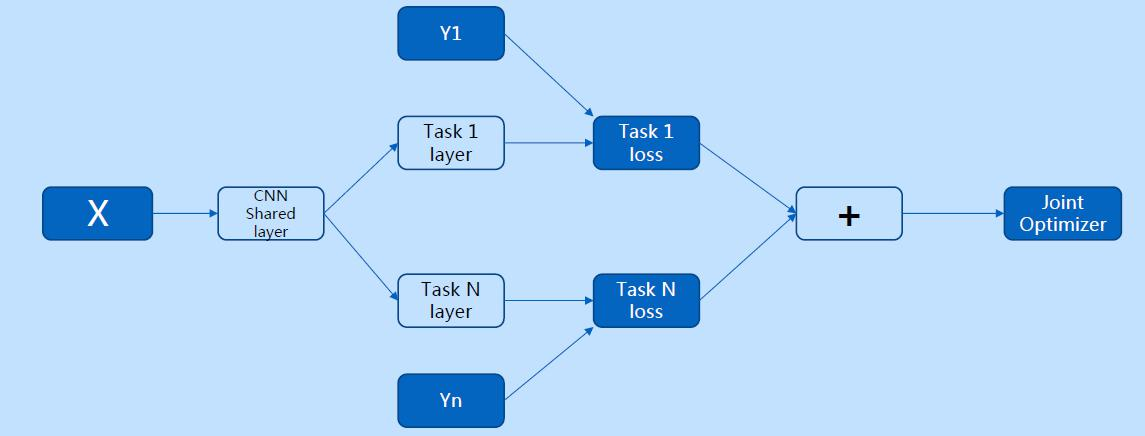 Y1
Task 1
layer
Task 1
loss
X
CNN
Shared
layer
+
Joint
Optimizer
Task N
layer
Task N
loss
Yn